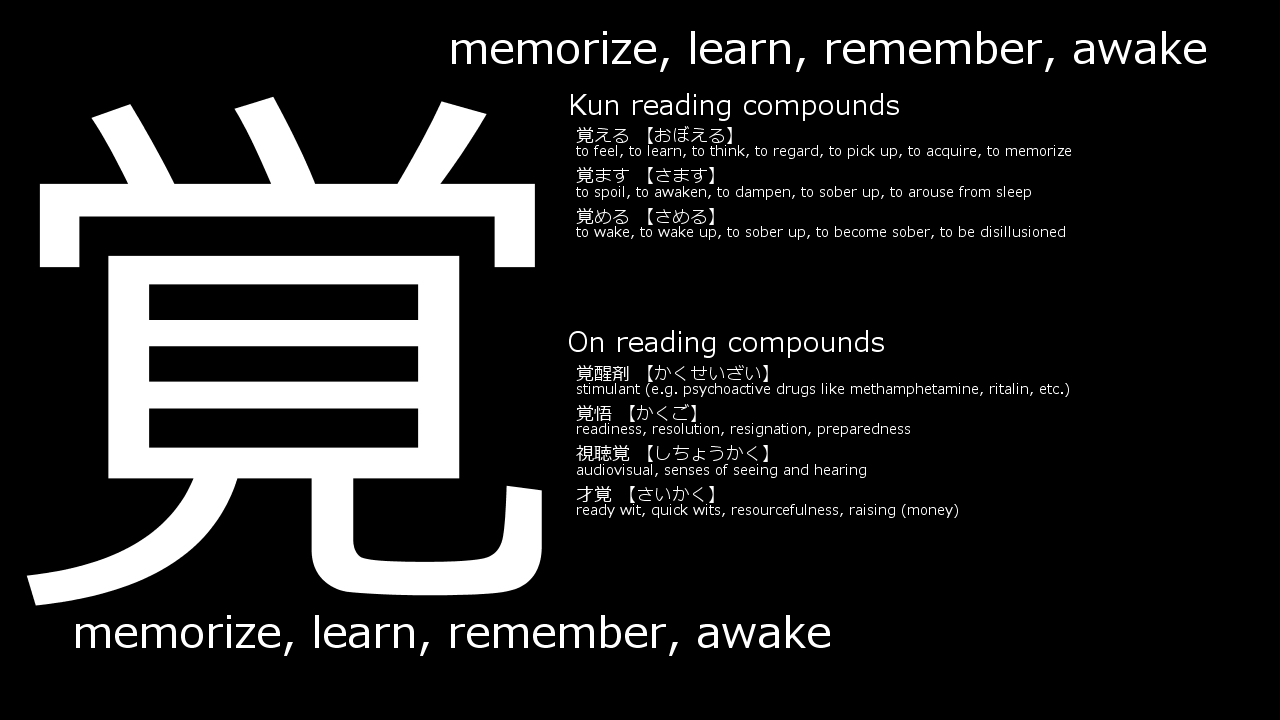 memorize, learn, remember, awake
覚
Kun reading compounds
覚える 【おぼえる】
to feel, to learn, to think, to regard, to pick up, to acquire, to memorize
覚ます 【さます】
to spoil, to awaken, to dampen, to sober up, to arouse from sleep
覚める 【さめる】
to wake, to wake up, to sober up, to become sober, to be disillusioned
On reading compounds
覚醒剤 【かくせいざい】
stimulant (e.g. psychoactive drugs like methamphetamine, ritalin, etc.)
覚悟 【かくご】
readiness, resolution, resignation, preparedness
視聴覚 【しちょうかく】
audiovisual, senses of seeing and hearing
才覚 【さいかく】
ready wit, quick wits, resourcefulness, raising (money)
memorize, learn, remember, awake